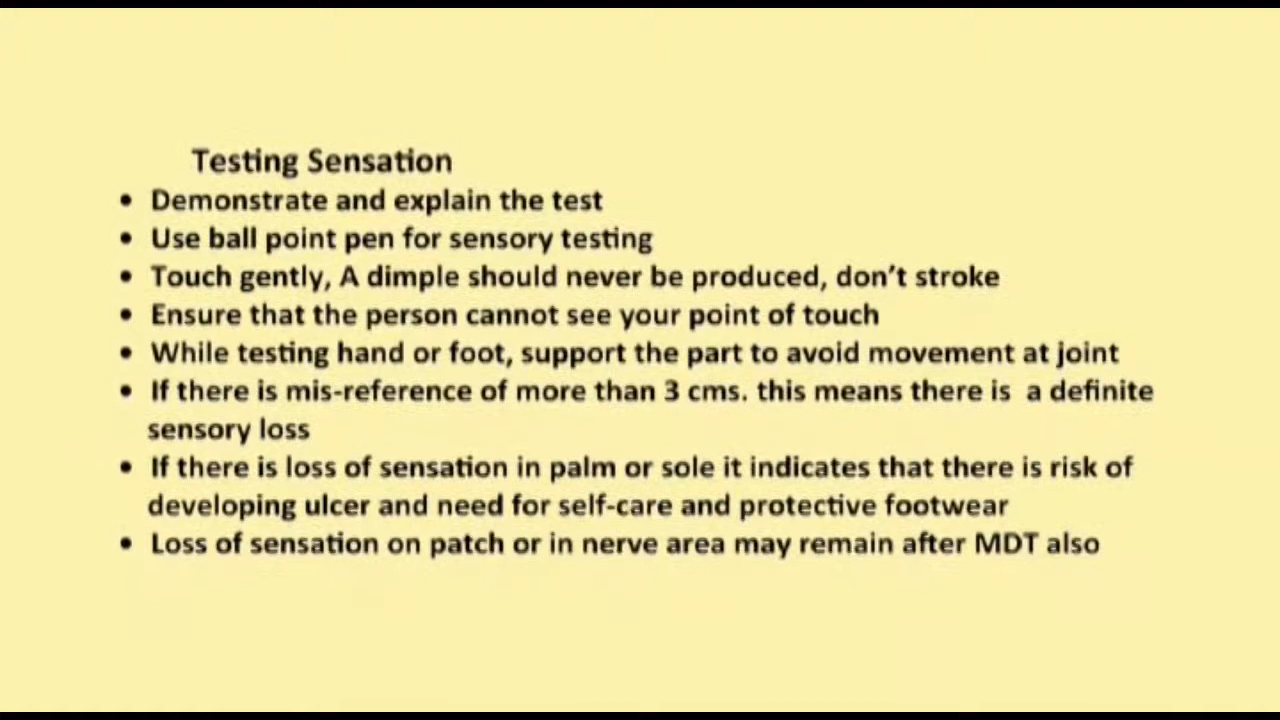 Testing Sensation
• Demonstrate and explain the test
• Use ball point pen for sensory testing
• Touch gently, A dimple should never be produced, don't stroke
• Ensure that the person cannot see your point of touch
• While testing hand or foot, support the part to avoid movement at joint
• If there is mis-reference of more than 3 cms. this means there is  a definite
sensory loss
• If there is loss of sensation in palm or sole it indicates that there is risk of
developing ulcer and need for self-care and protective footwear
• Loss of sensation on patch or in nerve area may remain after MDT also